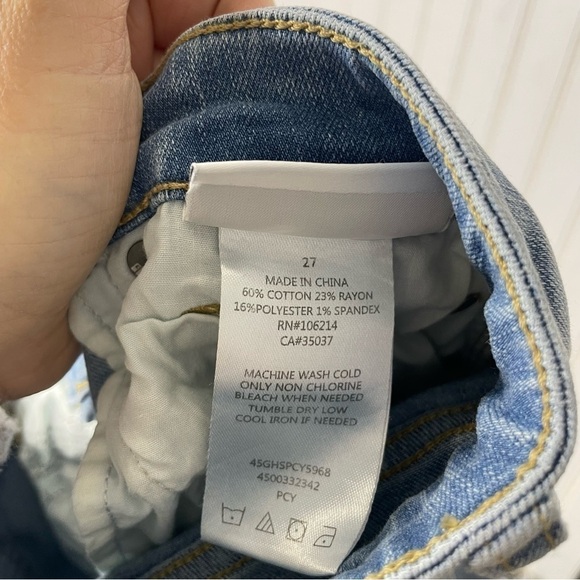 27
MADE IN CHINA
60% COTTON 23% RAYON
16%POLYESTER 1% SPANDEX
RN#106214
CA#35037
MACHINE WASH COLD
ONLY NON CHLORINE
BLEACH WHEN NEEDED
TUMBLE DRY LOW
COOL IRON IF NEEDED
45GHSPCY5968
4500332342
PCY